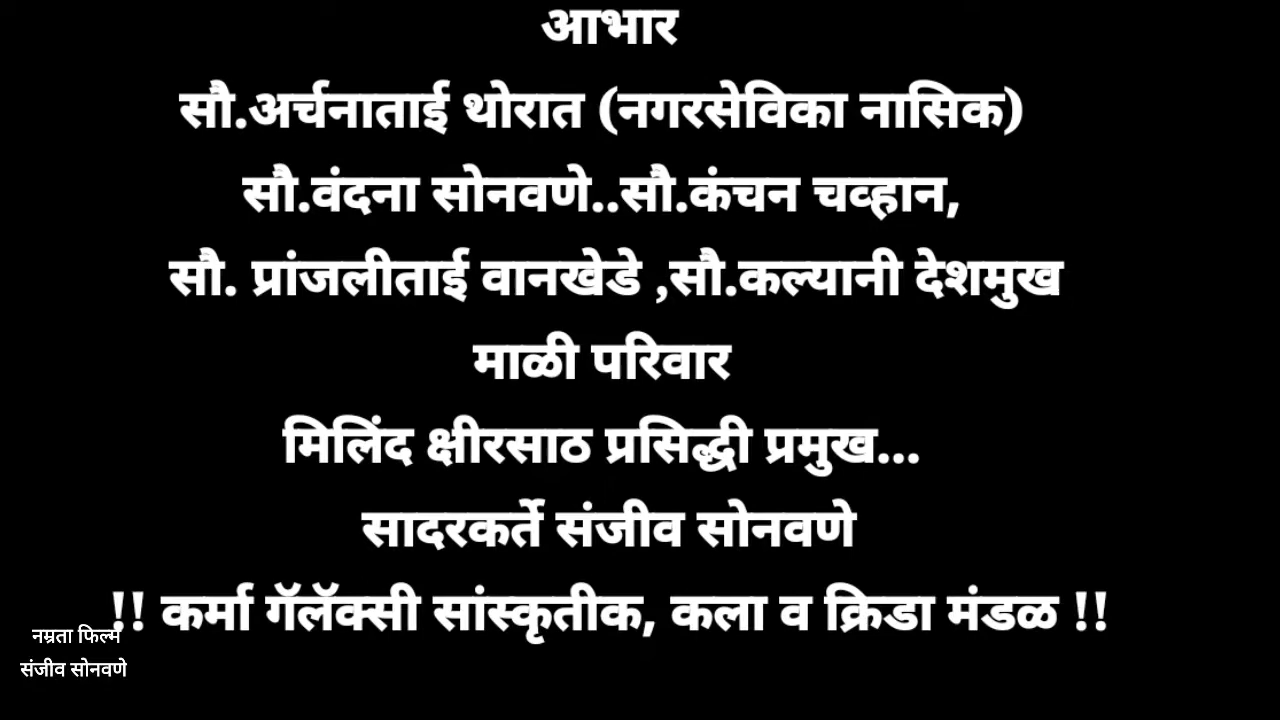 आभार
सौ.अर्चनाताई थोरात (नगरसेविका नासिक)
सौ.वंदना सोनवणे..सौ.कंचन चव्हान,
सौ. प्रांजलीताई वानखेडे ,सौ.कल्यानी देशमुख
माळी परिवार
मिलिंद क्षीरसाठ प्रसिद्धी प्रमुख...
सादरकर्ते संजीव सोनवणे
!! कर्मा गॅलॅक्सी सांस्कृतीक, कला व क्रिडा मंडळ !!
नम्रता फिल्म
संजीव सोनवणे